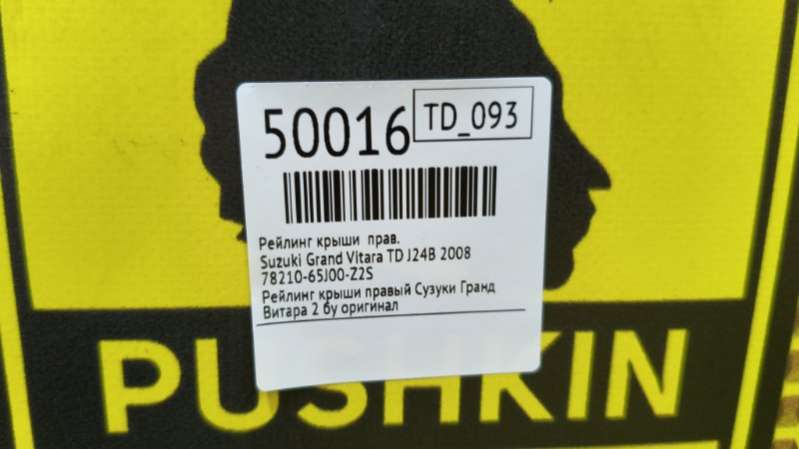 50016 TD_093
Рейлинг крыши прав.
Suzuki Grand Vitara TD J24B 2008
78210-65J00-Z2S
Рейлинг крыши правый Сузуки Гранд
Витара 2 бу оригинал
PUSHKIN